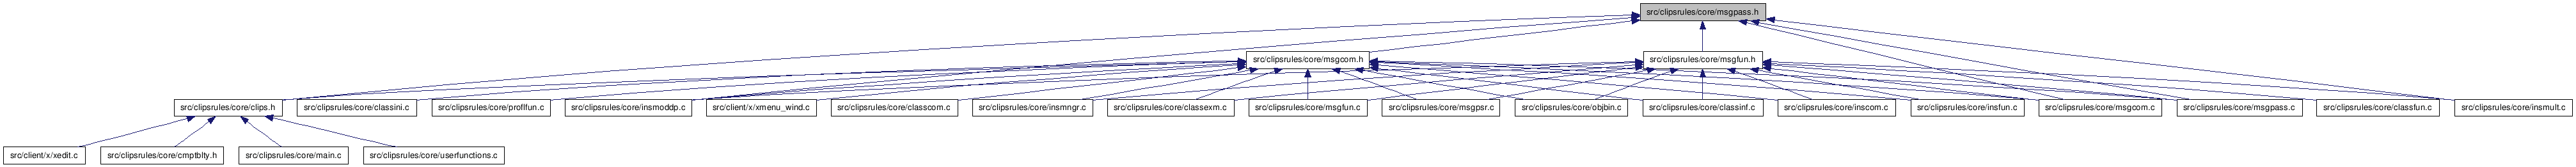 src/clipsrules/core/msgpass.h
src/clipsrules/core/msgcom.h
src/clipsrules/core/msgfun.h
src/clipsrules/core/clips.h
src/clipsrules/core/classini.c
src/clipsrules/core/proflfun.c
src/clipsrules/core/insmoddp.c
src/client/x/xmenu_wind.c
src/clipsrules/core/classcom.c
src/clipsrules/core/insmngr.c
src/clipsrules/core/classexm.c
src/clipsrules/core/msgfun.c
src/clipsrules/core/msgpsr.c
src/clipsrules/core/objbin.c
src/clipsrules/core/classinf.c
src/clipsrules/core/inscom.c
src/clipsrules/core/insfun.c
src/clipsrules/core/msgcom.c
src/clipsrules/core/msgpass.c
src/clipsrules/core/classfun.c
src/clipsrules/core/insmult.c
src/client/x/xedit.c
src/clipsrules/core/cmptblty.h
src/clipsrules/core/main.c
src/clipsrules/core/userfunctions.c